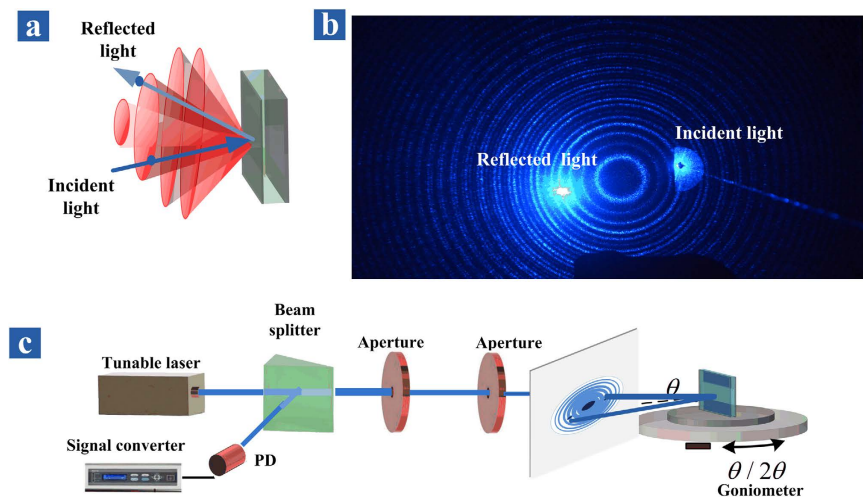 a
Reflected
light
Incident
light
b
Incident light
Reflected light
c
Beam
splitter
Aperture
Aperture
Tunable laser
θ
Signal converter
PD
θ / 2θ
Goniometer